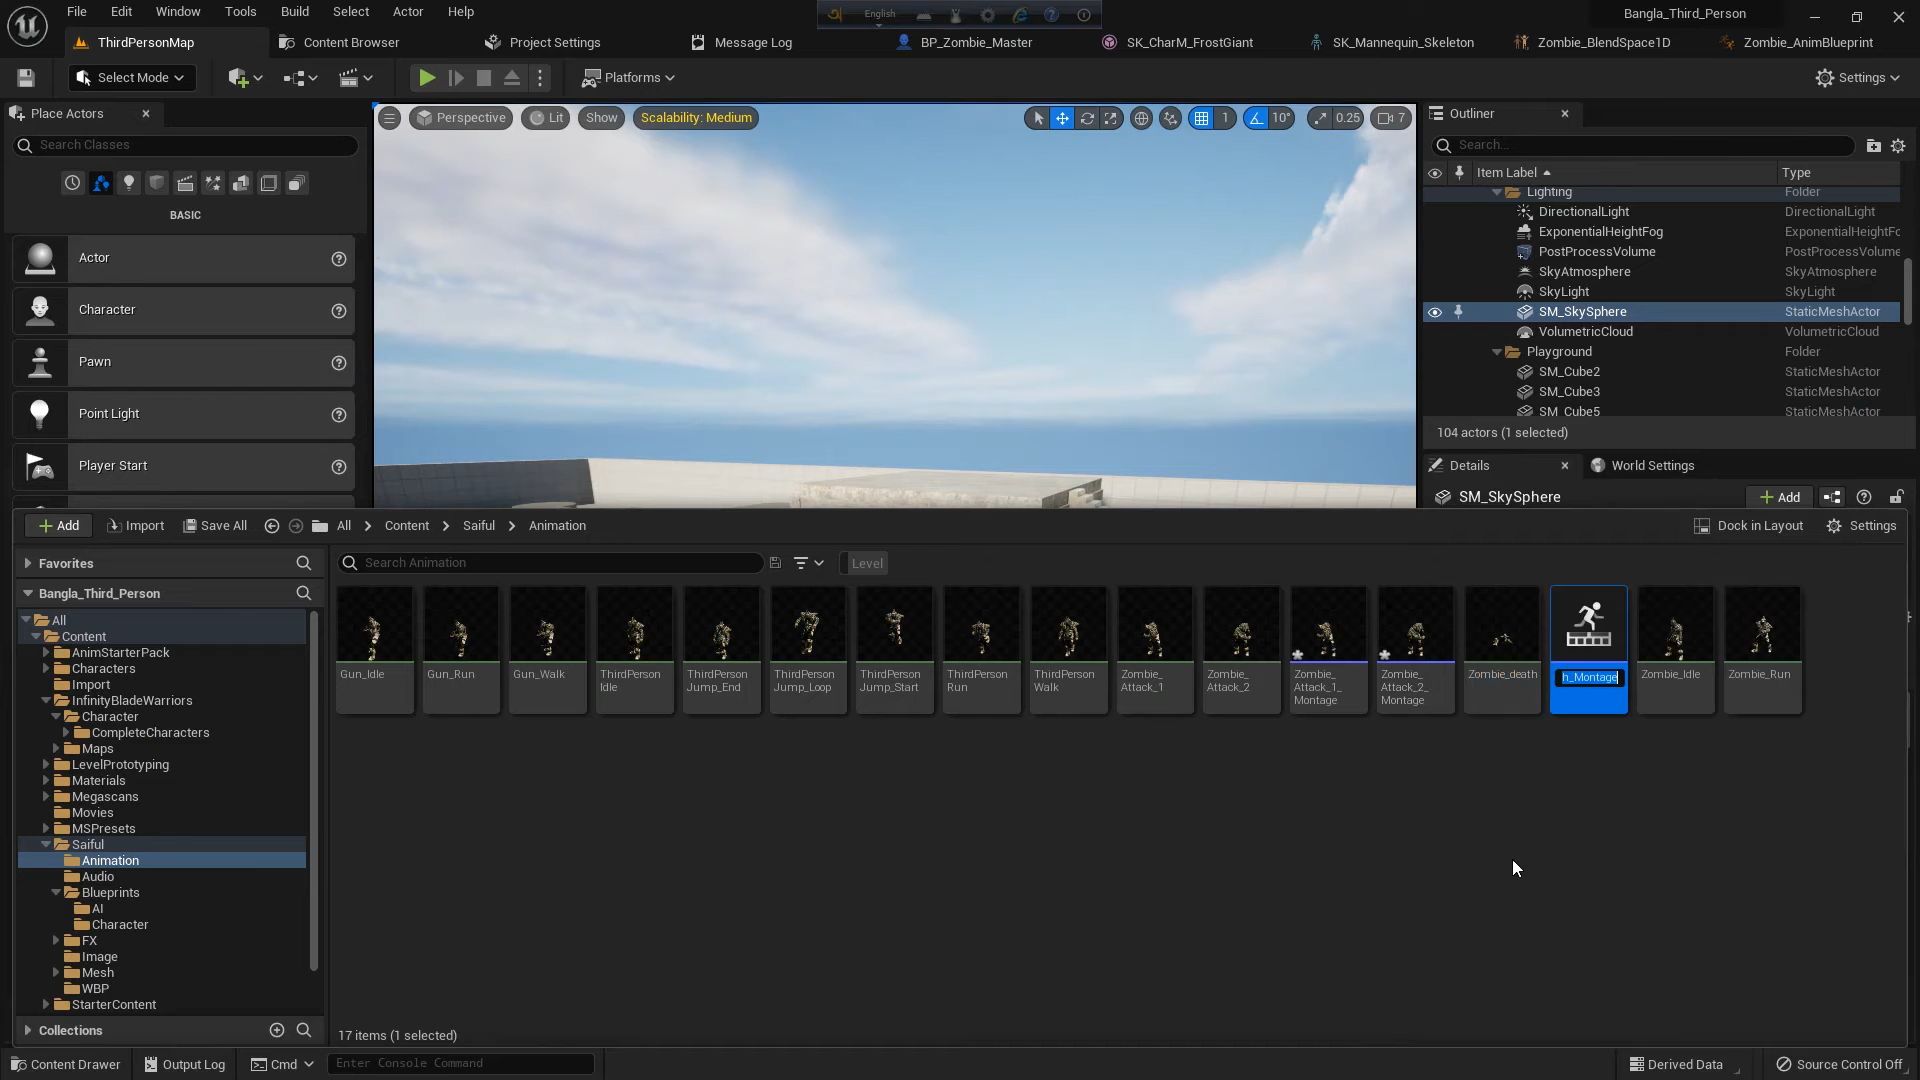 File Edit Window Tools Build Select Actor Help
English
Bangla_Third_Person
ThirdPersonMap Content Browser Project Settings Message Log BP_Zombie_Master SK_CharM_FrostGiant SK_Mannequin_Skeleton Zombie_BlendSpace1D Zombie_AnimBlueprint
Select Mode Platforms Settings
Place Actors
Search Classes
BASIC
Actor
Character
Pawn
Point Light
Player Start
Perspective Lit Show Scalability: Medium 1 10° 0.25 7
Outliner
Search...
Item Label Type
Lighting Folder
DirectionalLight DirectionalLight
ExponentialHeightFog ExponentialHeightFo
PostProcessVolume PostProcessVolume
SkyAtmosphere SkyAtmosphere
SkyLight SkyLight
SM_SkySphere StaticMeshActor
VolumetricCloud VolumetricCloud
Playground Folder
SM_Cube2 StaticMeshActor
SM_Cube3 StaticMeshActor
SM_Cube5 StaticMeshActor
104 actors (1 selected)
Details World Settings
SM_SkySphere Add
Add Import Save All All Content Saiful Animation Dock in Layout Settings
Favorites
Bangla_Third_Person
All
Content
AnimStarterPack
Characters
Import
InfinityBladeWarriors
Character
CompleteCharacters
Maps
LevelPrototyping
Materials
Megascans
Movies
MSPresets
Saiful
Animation
Audio
Blueprints
AI
Character
FX
Image
Mesh
WBP
StarterContent
Collections
Search Animation Level
Gun_Idle
Gun_Run
Gun_Walk
ThirdPerson
Idle
ThirdPerson
Jump_End
ThirdPerson
Jump_Loop
ThirdPerson
Jump_Start
ThirdPerson
Run
ThirdPerson
Walk
Zombie_
Attack_1
Zombie_
Attack_2
Zombie_
Attack_1_
Montage
Zombie_
Attack_2_
Montage
Zombie_death
h_Montage
Zombie_Idle
Zombie_Run
17 items (1 selected)
Content Drawer Output Log Cmd Enter Console Command Derived Data Source Control Off